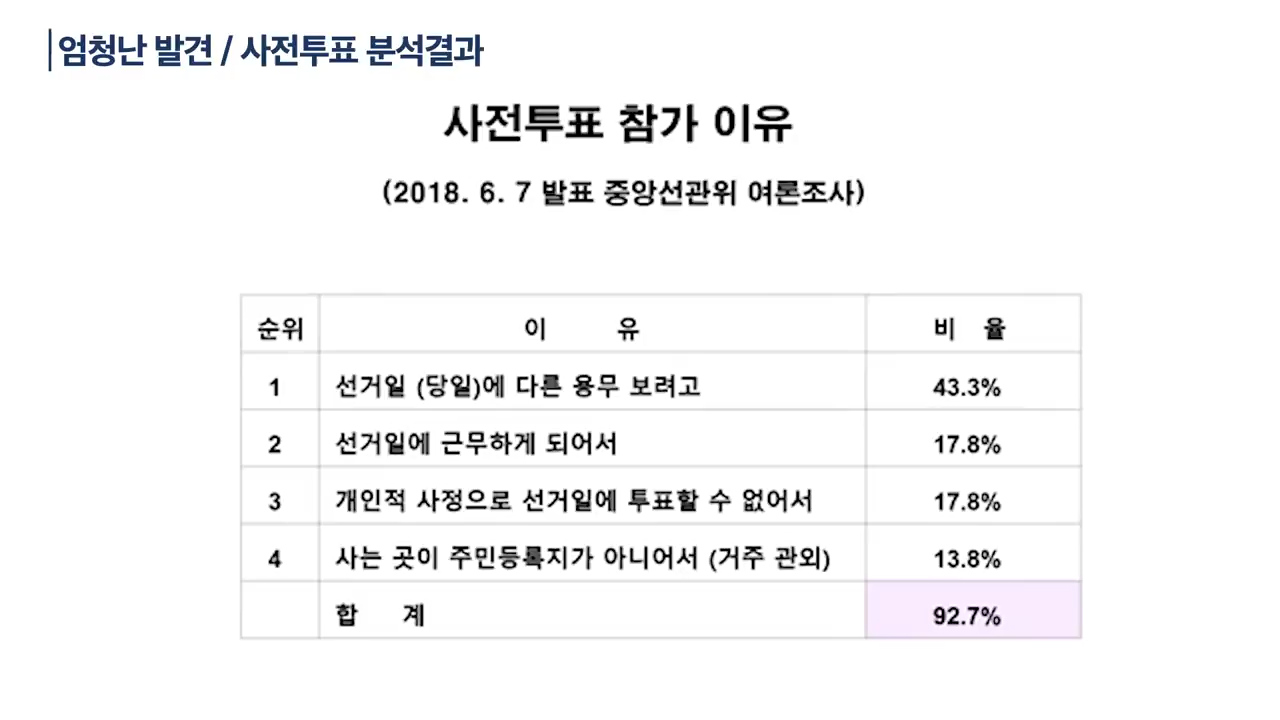 엄청난 발견 / 사전투표 분석결과
사전투표 참가 이유
(2018. 6. 7 발표 중앙선관위 여론조사)
순위 이 유 비 율
1 선거일 (당일)에 다른 용무 보려고 43.3%
2 선거일에 근무하게 되어서 17.8%
3 개인적 사정으로 선거일에 투표할 수 없어서 17.8%
4 사는 곳이 주민등록지가 아니어서 (거주 관외) 13.8%
합 계 92.7%